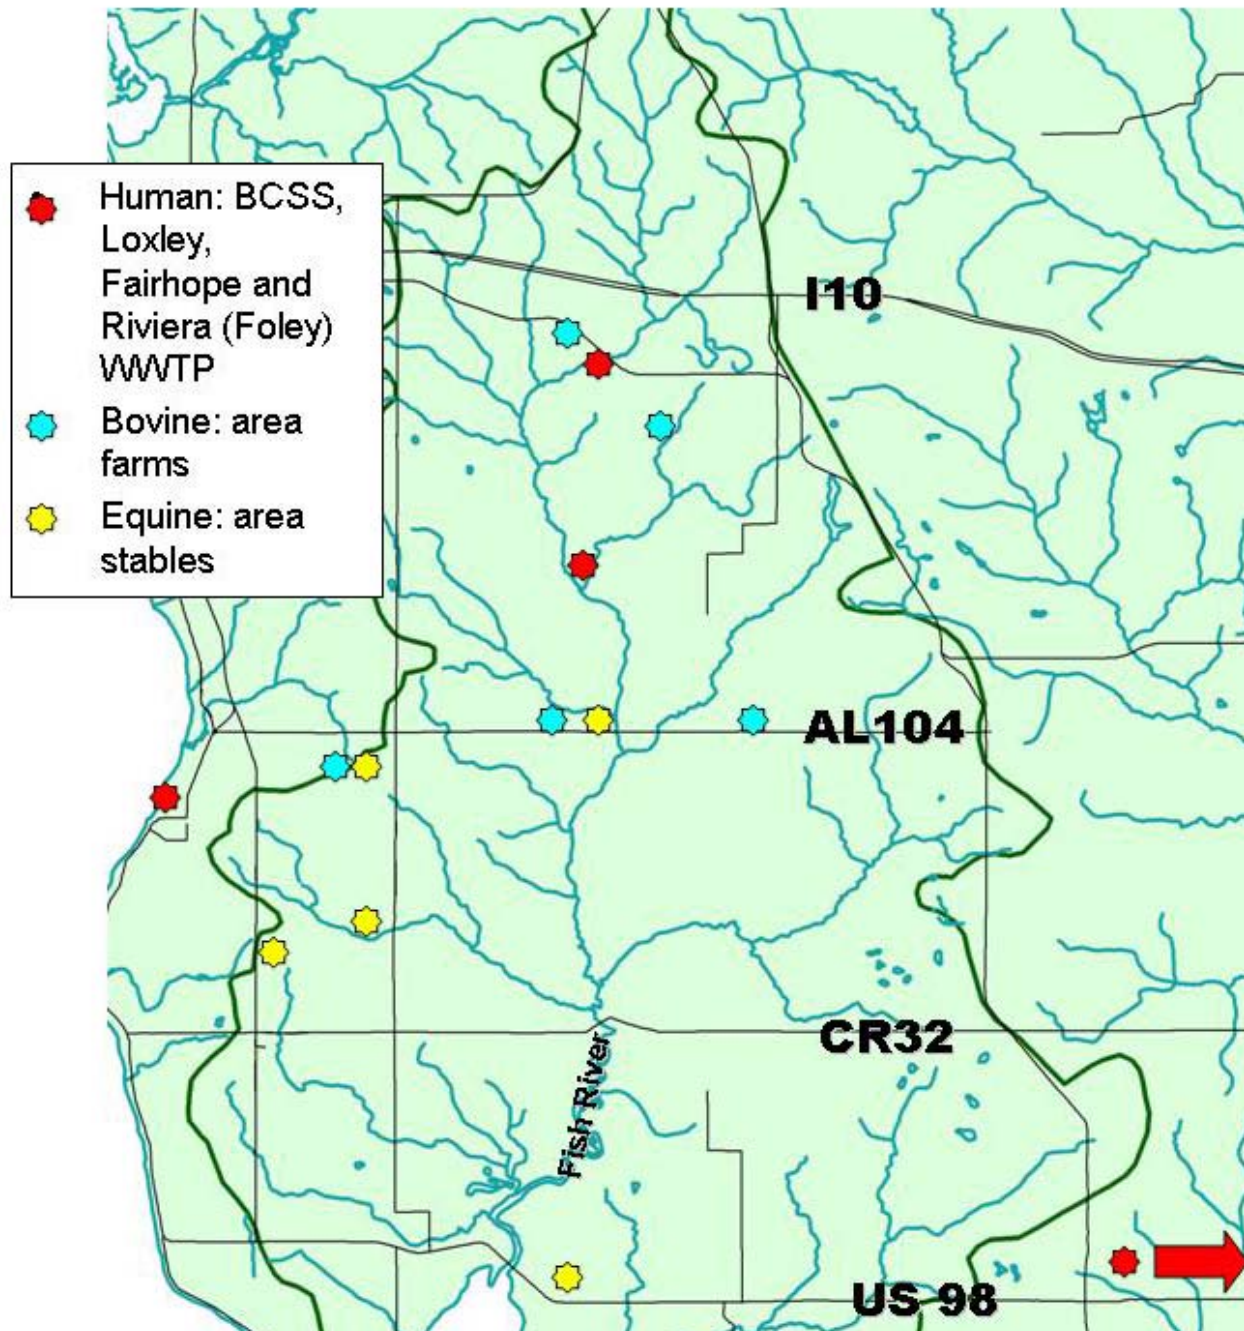 Human: BCSS,
Loxley,
Fairhope and
Riviera (Foley)
WWTP
Bovine: area
farms
Equine: area
stables
I10
AL104
CR32
Fish River
US 98